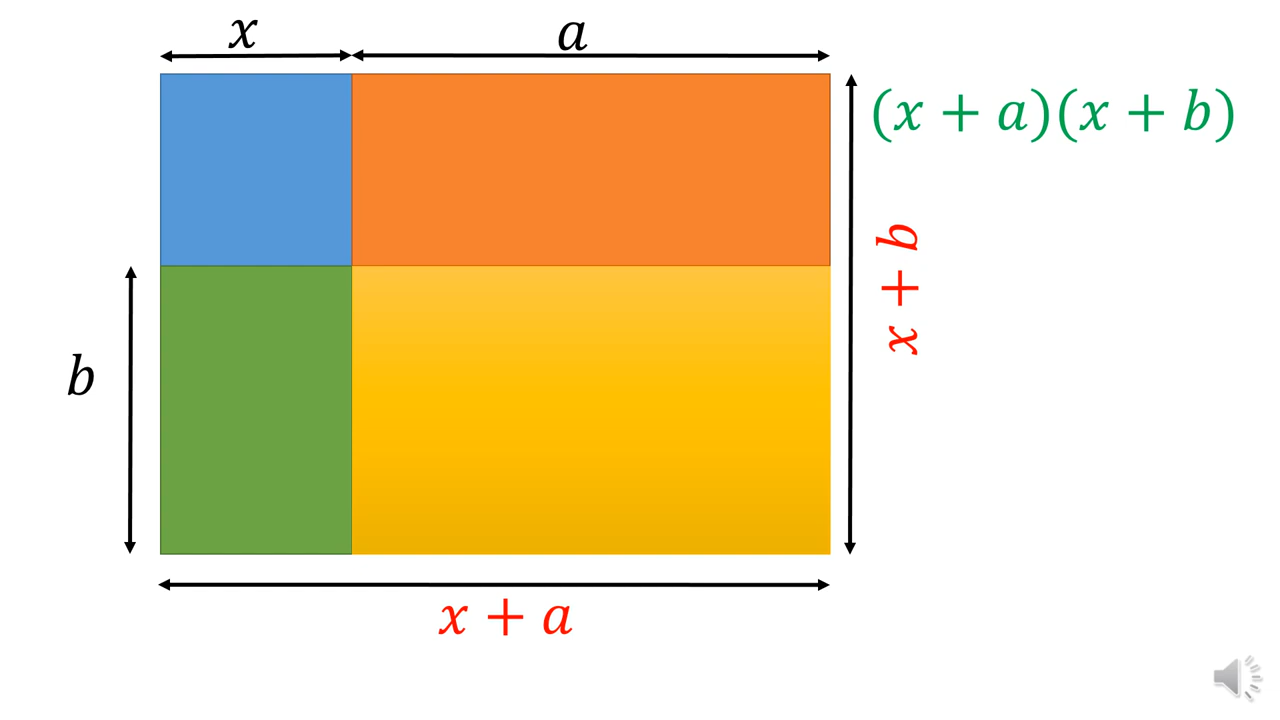 x
a
(x + a)(x + b)
x + b
b
x + a